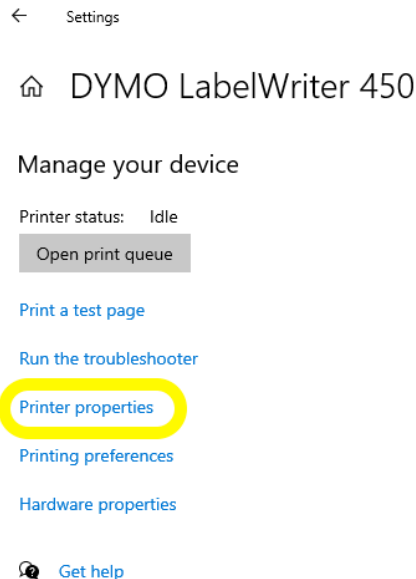 Settings
DYMO LabelWriter 450
Manage your device
Printer status: Idle
Open print queue
Print a test page
Run the troubleshooter
Printer properties
Printing preferences
Hardware properties
Get help